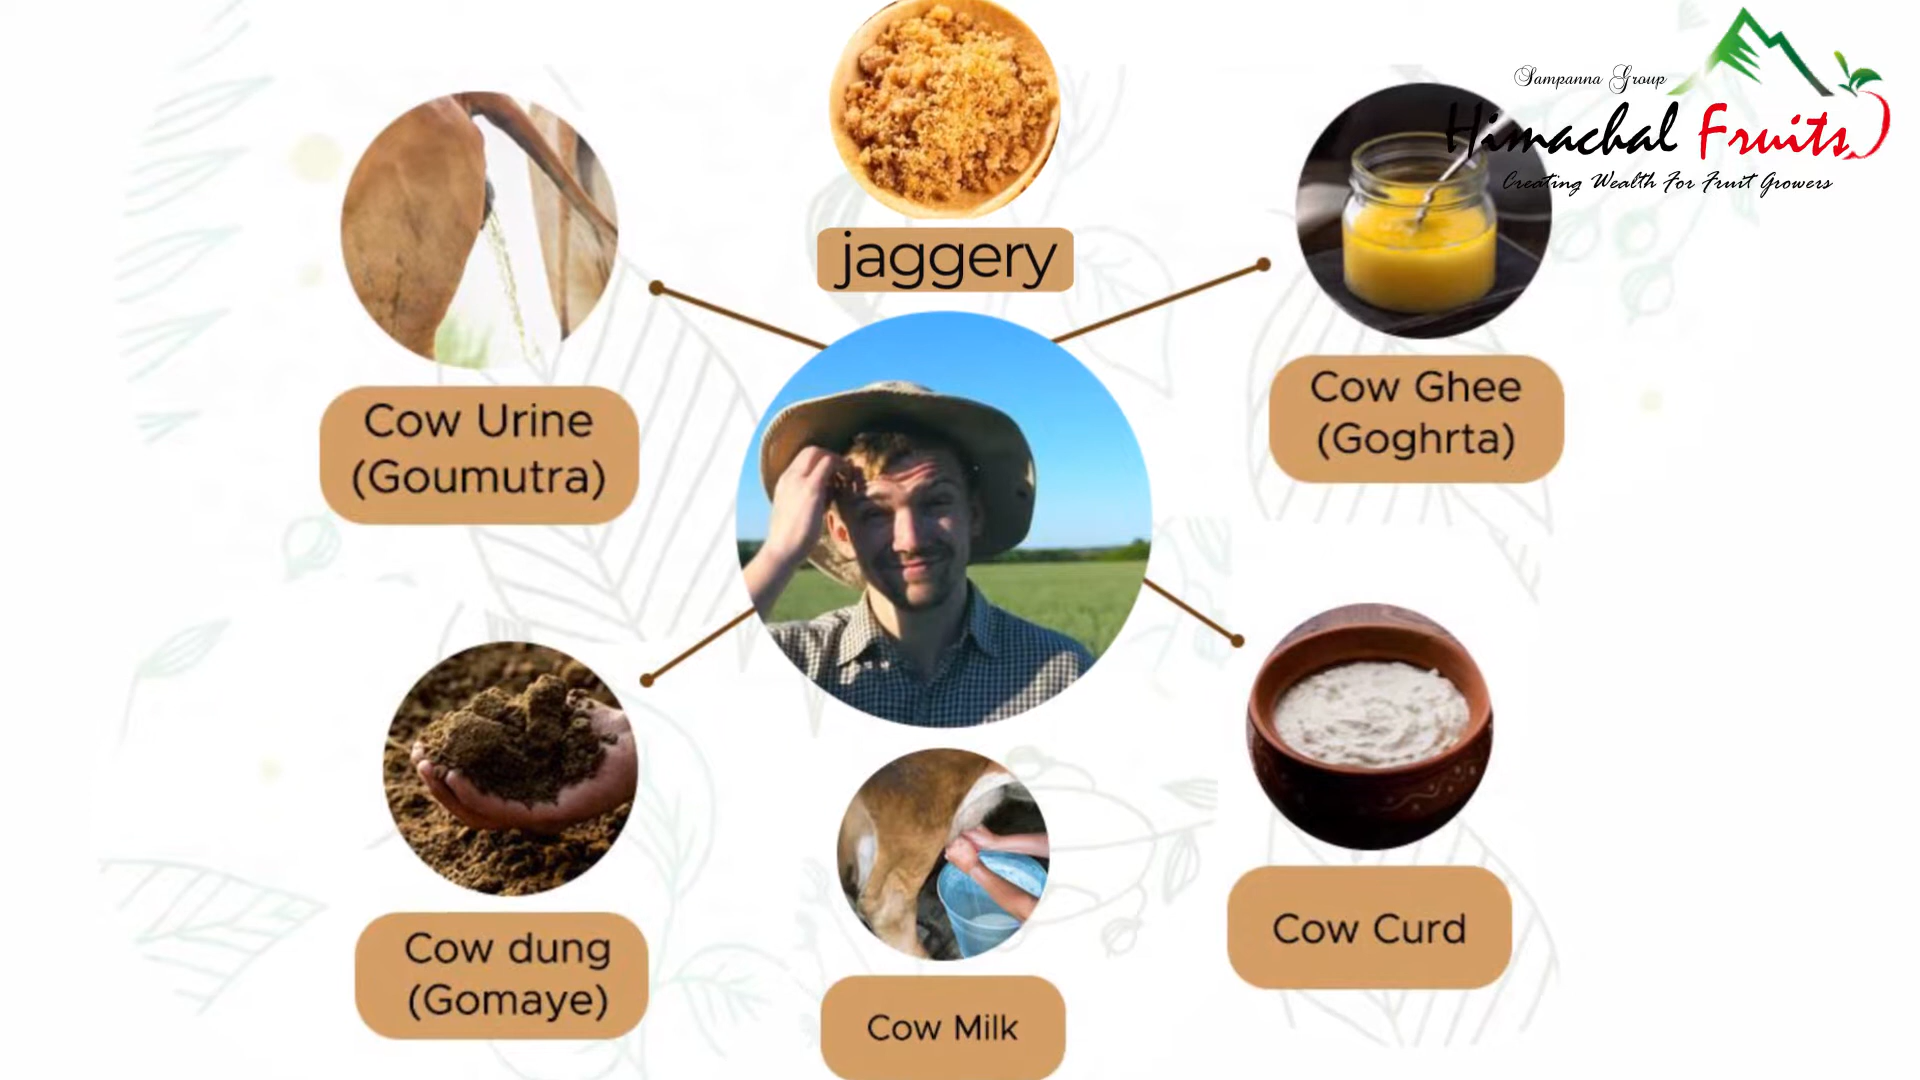 Sampanna Group
Himachal Fruits
Creating Wealth For Fruit Growers
jaggery
Cow Urine
(Goumutra)
Cow Ghee
(Goghrta)
Cow dung
(Gomaye)
Cow Milk
Cow Curd